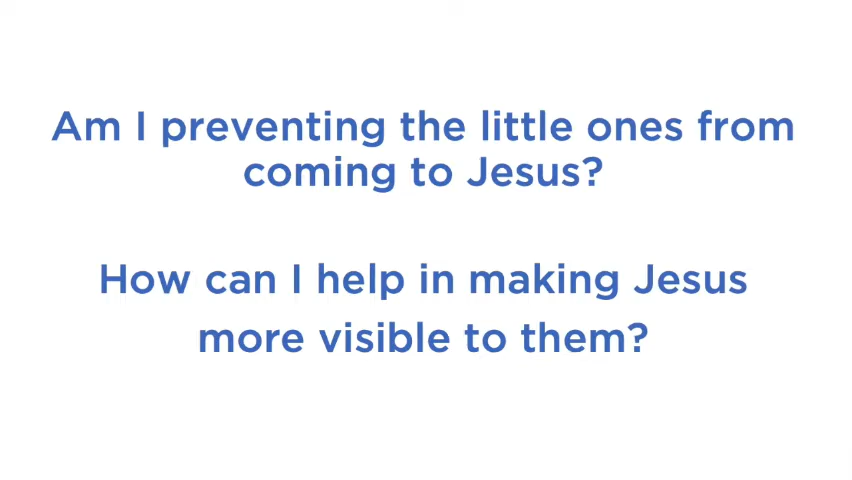 Am I preventing the little ones from
coming to Jesus?
How can I help in making Jesus
more visible to them?